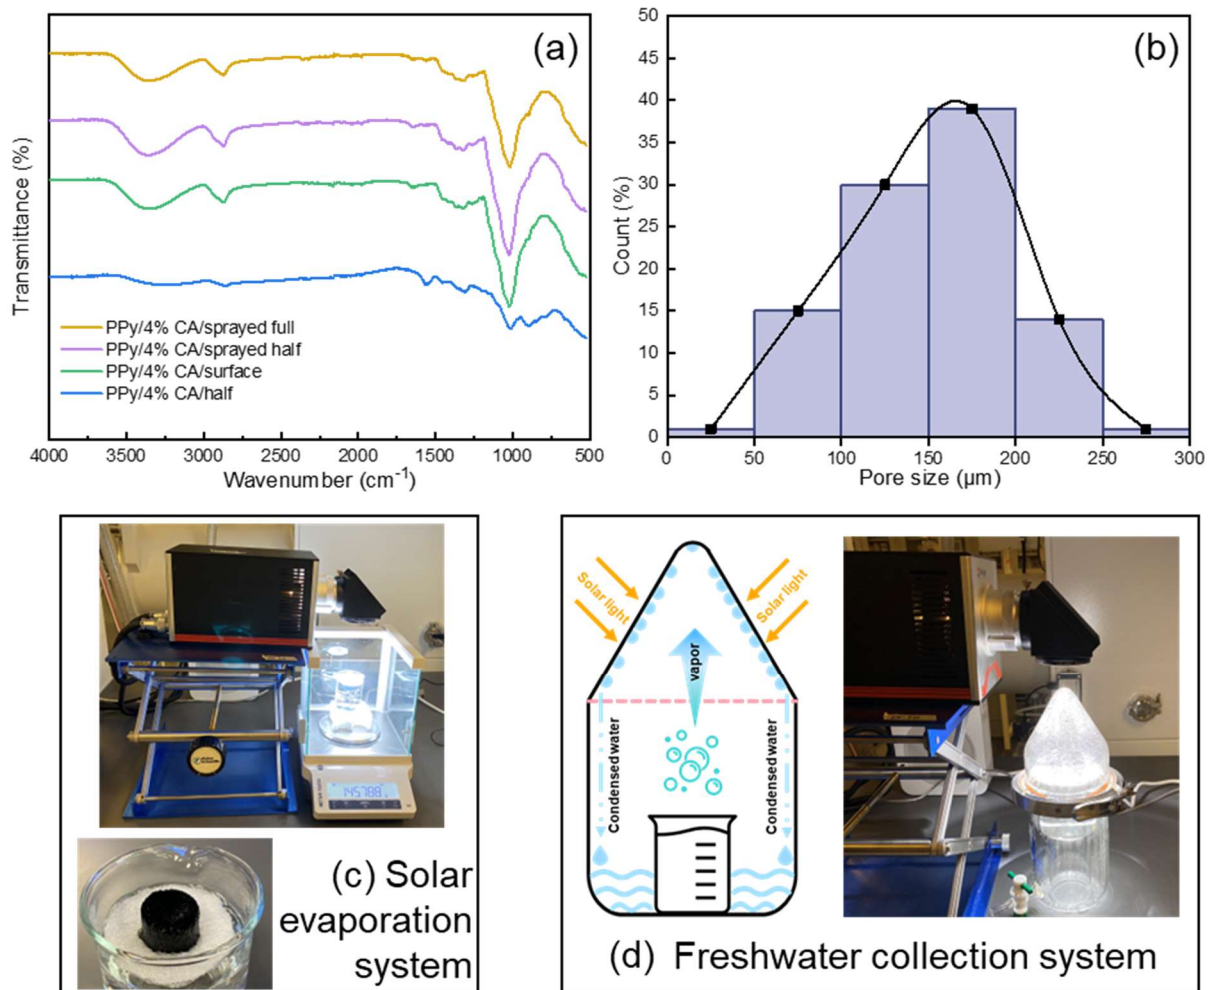 (a)
Transmittance (%)
PPy/4% CA/sprayed full
PPy/4% CA/sprayed half
PPy/4% CA/surface
PPy/4% CA/half
4000 3500 3000 2500 2000 1500 1000 500
Wavenumber (cm⁻¹)
(b)
Count (%)
50
45
40
35
30
25
20
15
10
5
0
0 50 100 150 200 250 300
Pore size (µm)
145788
(c) Solar
evaporation
system
Solar light
Solar light
vapor
Condensed water
Condensed water
(d) Freshwater collection system